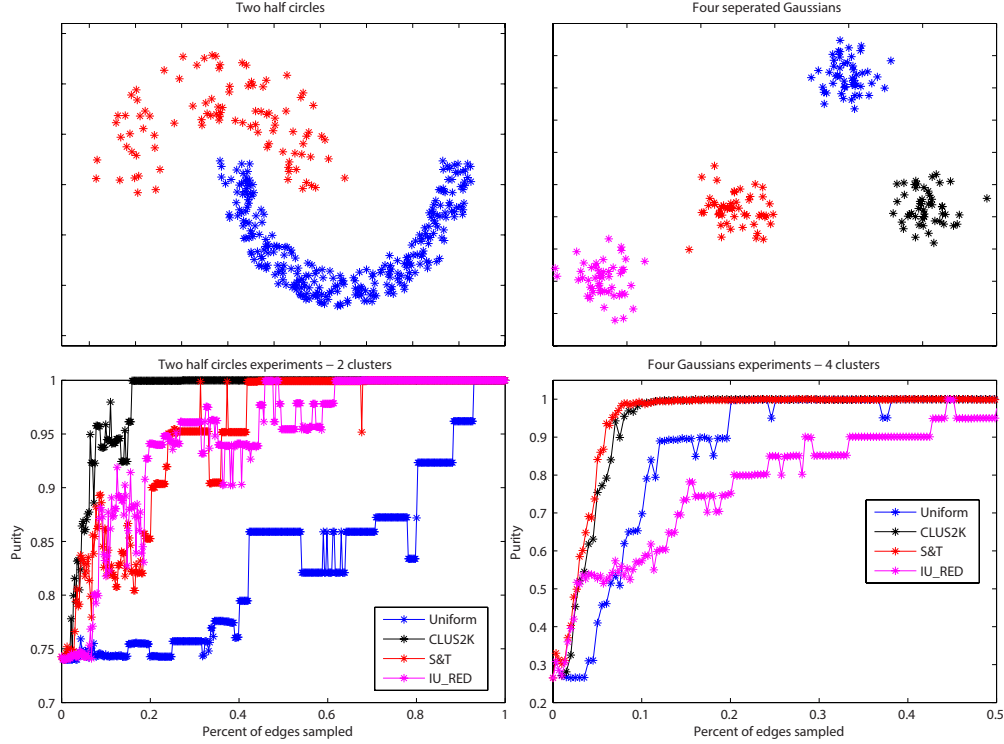 Two half circles
Four seperated Gaussians
Two half circles experiments – 2 clusters
Four Gaussians experiments – 4 clusters
1
0.95
0.9
0.85
0.8
0.75
0.7
Purity
0
0.2
0.4
0.6
0.8
1
Percent of edges sampled
Uniform
CLUS2K
S&T
IU_RED
1
0.9
0.8
0.7
0.6
0.5
0.4
0.3
0.2
Purity
0
0.1
0.2
0.3
0.4
0.5
Percent of edges sampled
Uniform
CLUS2K
S&T
IU_RED